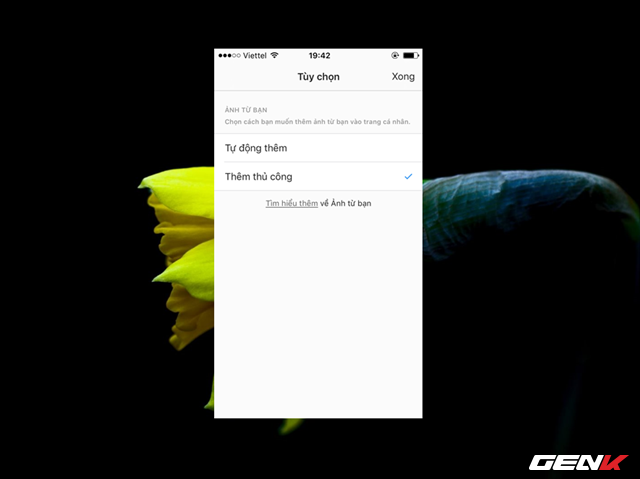 Viettel 19:42
Tùy chọn Xong
ẢNH TỪ BẠN
Chọn cách bạn muốn thêm ảnh từ bạn vào trang cá nhân.
Tự động thêm
Thêm thủ công
Tìm hiểu thêm về Ảnh từ bạn
GENK